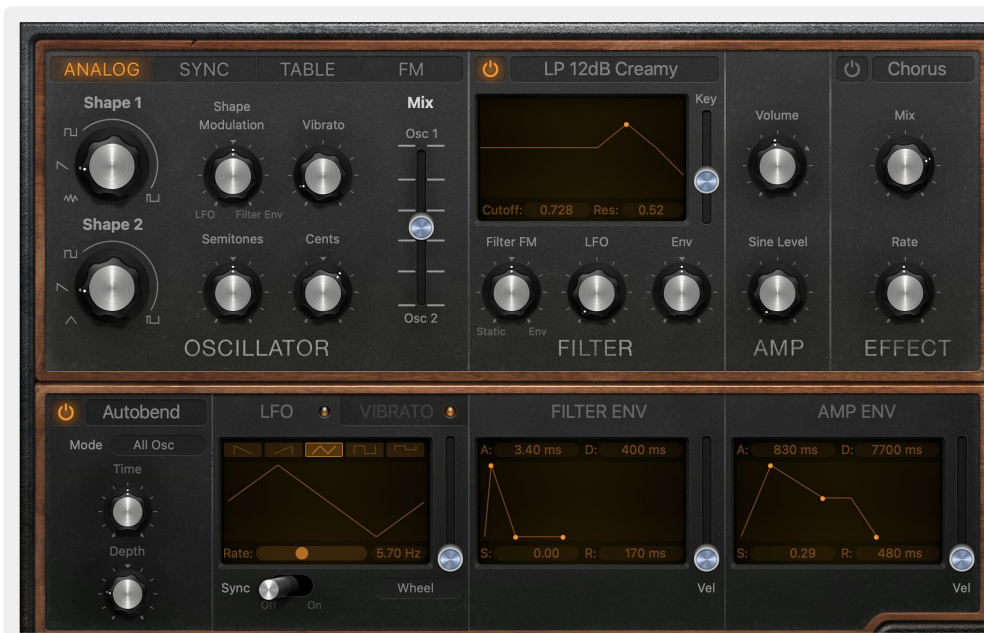 ANALOG SYNC TABLE FM
Shape 1
Shape
Modulation
Vibrato
LFO Filter Env
Mix
Osc 1
Shape 2
Semitones
Cents
Osc 2
OSCILLATOR
LP 12dB Creamy
Key
Cutoff: 0.728 Res: 0.52
Filter FM
LFO
Env
Static Env
FILTER
Volume
Sine Level
AMP
Chorus
Mix
Rate
EFFECT
Autobend
Mode All Osc
Time
Depth
LFO VIBRATO
Rate: 5.70 Hz
Sync
Off On
Wheel
FILTER ENV
A: 3.40 ms D: 400 ms
S: 0.00 R: 170 ms
Vel
AMP ENV
A: 830 ms D: 7700 ms
S: 0.29 R: 480 ms
Vel